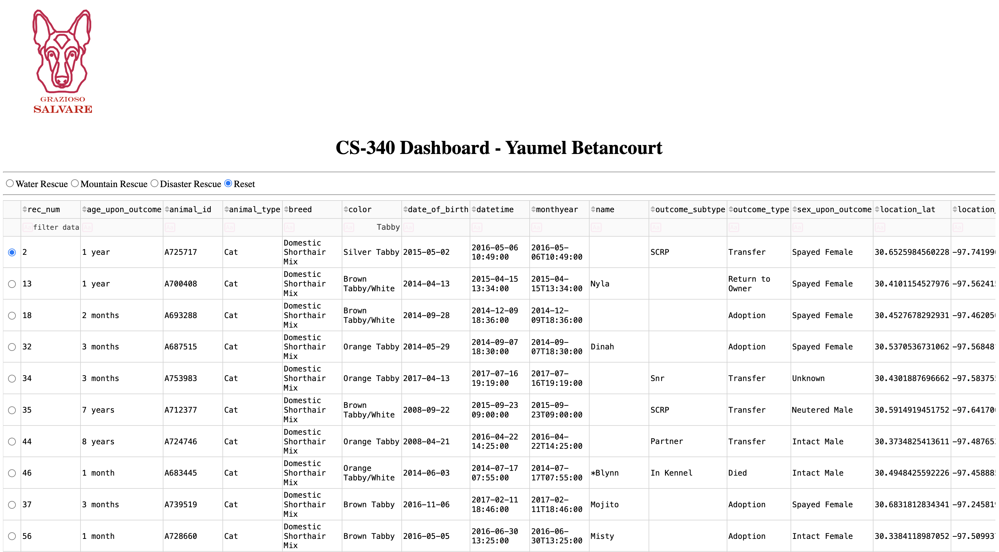 GRAZIOSO
SALVARE
CS-340 Dashboard - Yaumel Betancourt
Water Rescue Mountain Rescue Disaster Rescue Reset
rec_num age_upon_outcome animal_id animal_type breed color date_of_birth datetime monthyear name outcome_subtype outcome_type sex_upon_outcome location_lat location_
Aa filter data Aa Aa Aa Aa Aa Tabby Aa Aa Aa Aa Aa Aa Aa Aa Aa
2 1 year A725717 Cat Domestic Shorthair Mix Silver Tabby 2015-05-02 2016-05-06 10:49:00 2016-05-06T10:49:00 SCRP Transfer Spayed Female 30.6525984560228 -97.74199
13 1 year A700408 Cat Domestic Shorthair Mix Brown Tabby/White 2014-04-13 2015-04-15 13:34:00 2015-04-15T13:34:00 Nyla Return to Owner Spayed Female 30.4101154527976 -97.56241
18 2 months A693288 Cat Domestic Shorthair Mix Brown Tabby/White 2014-09-28 2014-12-09 18:36:00 2014-12-09T18:36:00 Adoption Spayed Female 30.4527678292931 -97.46205
32 3 months A687515 Cat Domestic Shorthair Mix Orange Tabby 2014-05-29 2014-09-07 18:30:00 2014-09-07T18:30:00 Dinah Adoption Spayed Female 30.5370536731062 -97.56848
34 3 months A753983 Cat Domestic Shorthair Mix Orange Tabby 2017-04-13 2017-07-16 19:19:00 2017-07-16T19:19:00 Snr Transfer Unknown 30.4301887696662 -97.58375
35 7 years A712377 Cat Domestic Shorthair Mix Brown Tabby/White 2008-09-22 2015-09-23 09:00:00 2015-09-23T09:00:00 SCRP Transfer Neutered Male 30.5914919451752 -97.64170
44 8 years A724746 Cat Domestic Shorthair Mix Orange Tabby 2008-04-21 2016-04-22 14:25:00 2016-04-22T14:25:00 Partner Transfer Intact Male 30.3734825413611 -97.48765
46 1 month A683445 Cat Domestic Shorthair Mix Orange Tabby/White 2014-06-03 2014-07-17 07:55:00 2014-07-17T07:55:00 *Blynn In Kennel Died Intact Male 30.4948425592226 -97.45888
37 3 months A739519 Cat Domestic Shorthair Mix Brown Tabby 2016-11-06 2017-02-11 18:46:00 2017-02-11T18:46:00 Mojito Adoption Spayed Female 30.6831812834341 -97.24581
56 1 month A728660 Cat Domestic Shorthair Mix Brown Tabby 2016-05-05 2016-06-30 13:25:00 2016-06-30T13:25:00 Misty Adoption Intact Female 30.3384118987052 -97.50993